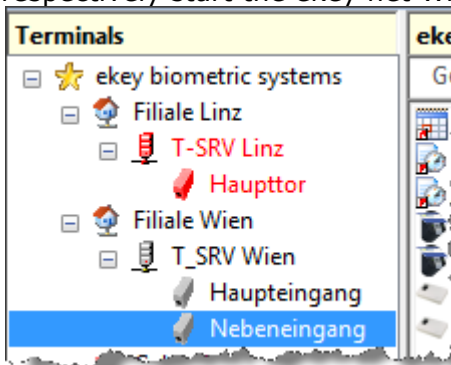 Terminals
ekey biometric systems
Filiale Linz
T-SRV Linz
Haupttor
Filiale Wien
T_SRV Wien
Haupteingang
Nebeneingang